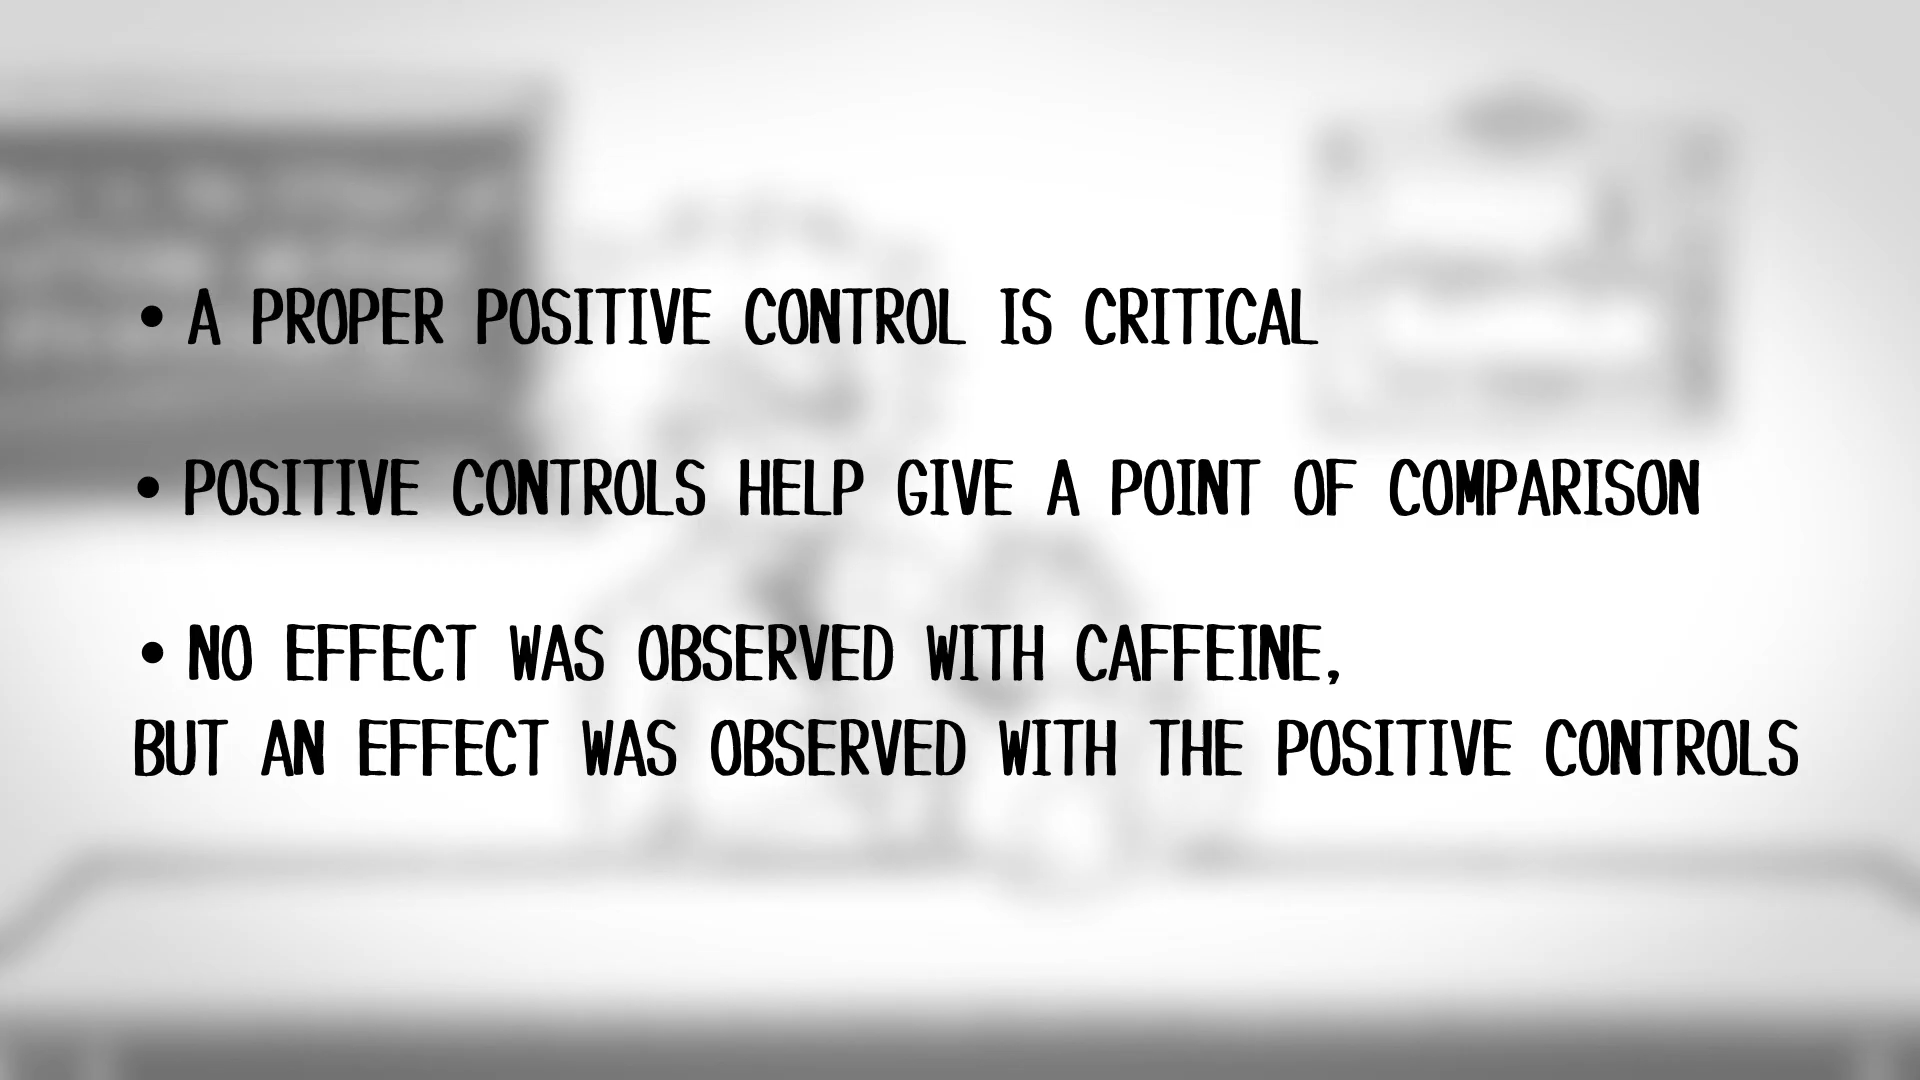 • A PROPER POSITIVE CONTROL IS CRITICAL
• POSITIVE CONTROLS HELP GIVE A POINT OF COMPARISON
• NO EFFECT WAS OBSERVED WITH CAFFEINE,
BUT AN EFFECT WAS OBSERVED WITH THE POSITIVE CONTROLS